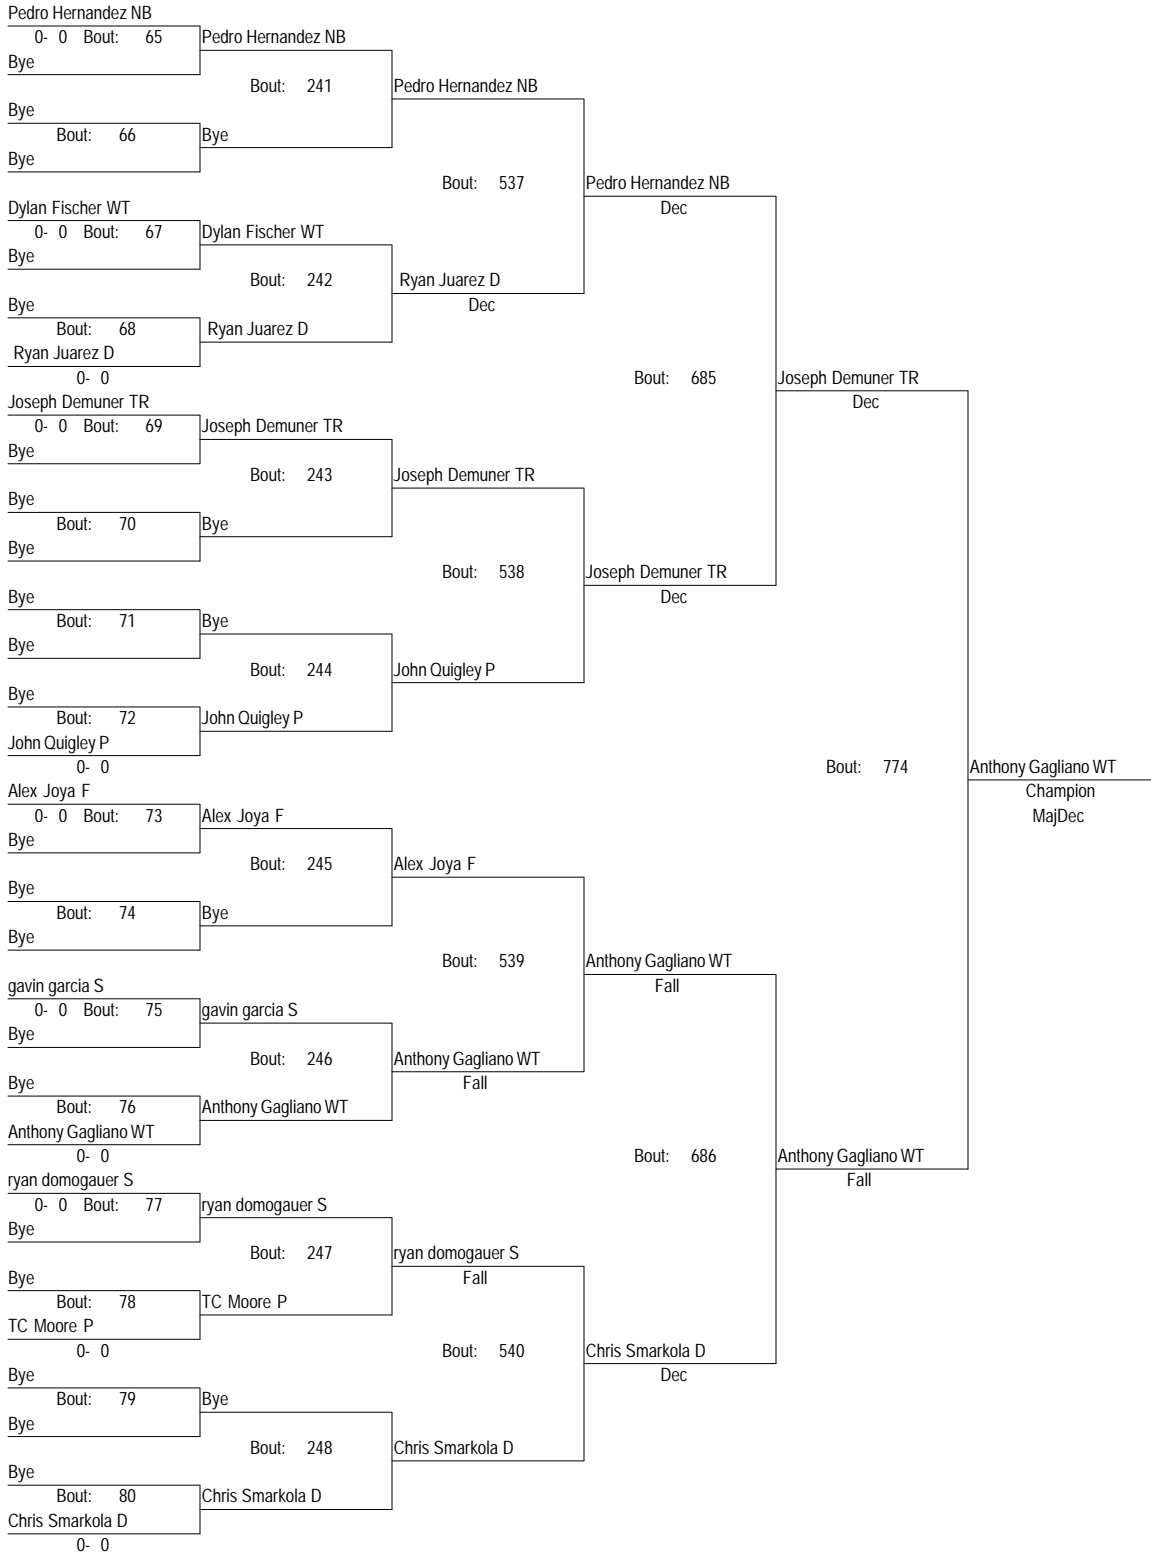 Pedro Hernandez NB
0- 0 Bout: 65 Pedro Hernandez NB
Bye
Bout: 241 Pedro Hernandez NB
Bye
Bout: 66 Bye
Bye
Bout: 537 Pedro Hernandez NB
Dylan Fischer WT Dec
0- 0 Bout: 67 Dylan Fischer WT
Bye
Bout: 242 Ryan Juarez D
Bye Dec
Bout: 68 Ryan Juarez D
Ryan Juarez D
0- 0 Bout: 685 Joseph Demuner TR
Joseph Demuner TR Dec
0- 0 Bout: 69 Joseph Demuner TR
Bye
Bout: 243 Joseph Demuner TR
Bye
Bout: 70 Bye
Bye
Bout: 538 Joseph Demuner TR
Bye Dec
Bout: 71 Bye
Bye
Bout: 244 John Quigley P
Bye
Bout: 72 John Quigley P
John Quigley P
0- 0 Bout: 774 Anthony Gagliano WT
Alex Joya F Champion
0- 0 Bout: 73 Alex Joya F MajDec
Bye
Bout: 245 Alex Joya F
Bye
Bout: 74 Bye
Bye
Bout: 539 Anthony Gagliano WT
gavin garcia S Fall
0- 0 Bout: 75 gavin garcia S
Bye
Bout: 246 Anthony Gagliano WT
Bye Fall
Bout: 76 Anthony Gagliano WT
Anthony Gagliano WT
0- 0 Bout: 686 Anthony Gagliano WT
ryan domogauer S Fall
0- 0 Bout: 77 ryan domogauer S
Bye
Bout: 247 ryan domogauer S
Bye Fall
Bout: 78 TC Moore P
TC Moore P
0- 0 Bout: 540 Chris Smarkola D
Bye Dec
Bout: 79 Bye
Bye
Bout: 248 Chris Smarkola D
Bye
Bout: 80 Chris Smarkola D
Chris Smarkola D
0- 0